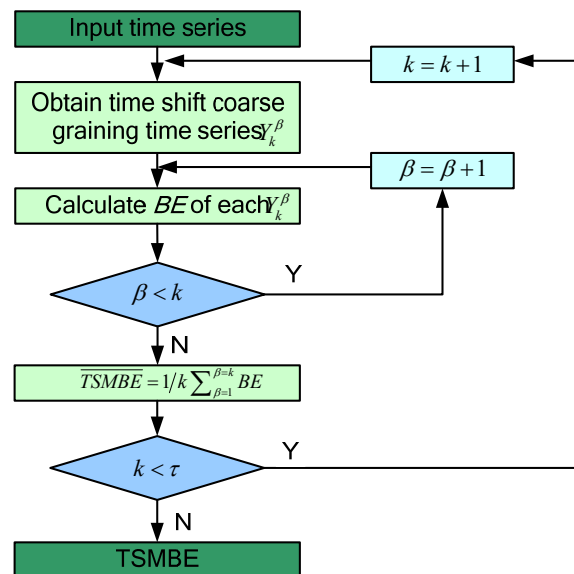 Input time series
k = k+1
Obtain time shift coarse
graining time series Y_k^β
β = β+1
Calculate BE of each Y_k^β
β < k
Y
N
\overline{TSMBE} = 1/k ∑_{β=1}^{β=k} BE
k < τ
Y
N
TSMBE